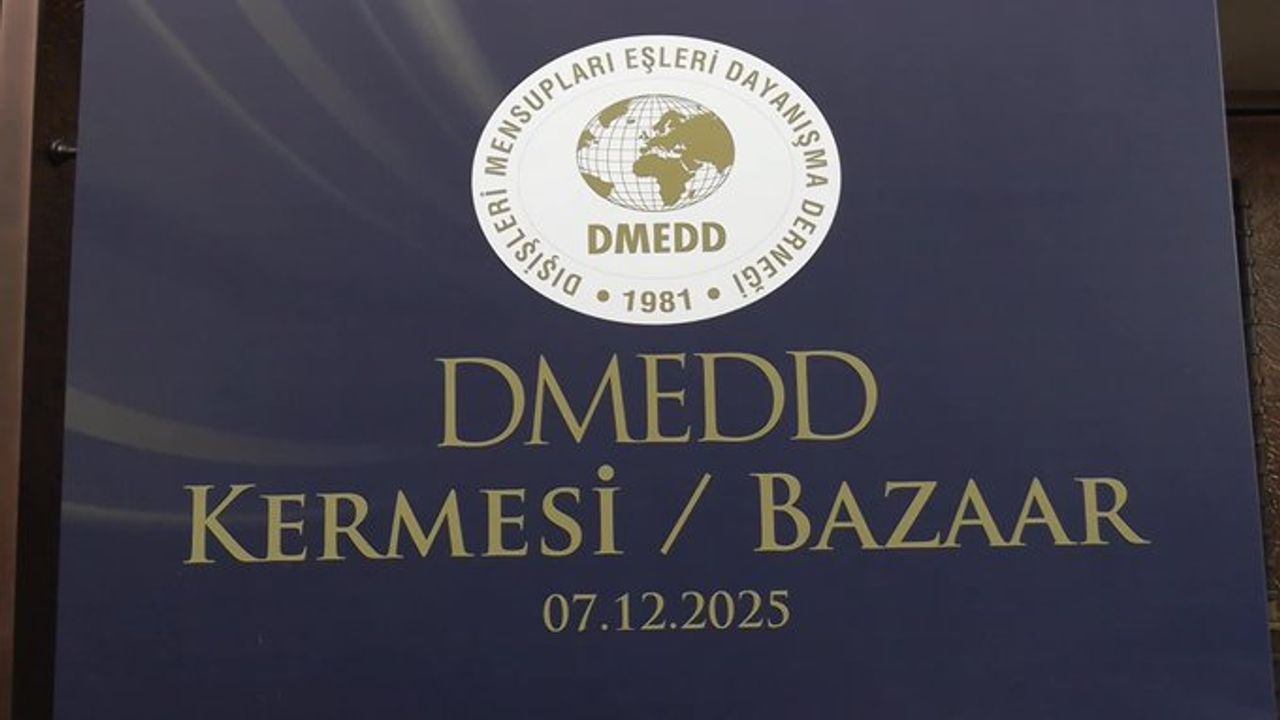 DIŞİŞLERİ MENSUPLARI EŞLERİ DAYANIŞMA DERNEĞİ
DMEDD
• 1981 •
DMEDD
KERMESİ / BAZAAR
07.12.2025